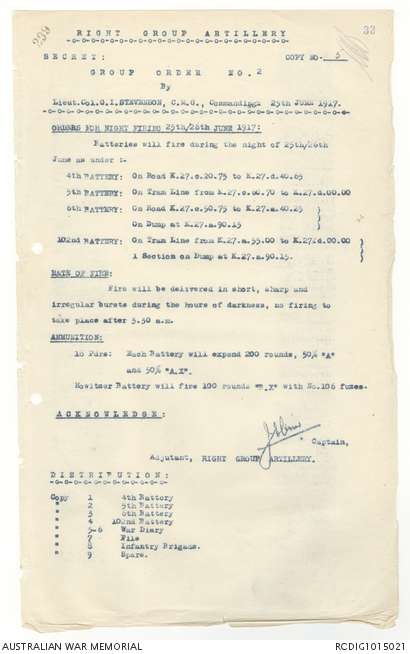 299
33
RIGHT GROUP ARTILLERY
SECRET: COPY NO. 3
GROUP ORDER NO. 2
By
Lieut.Col.G.I.STEVENSON, C.M.G., Commanding: 25th June 1917.
ORDERS FOR NIGHT FIRING 25th/26th JUNE 1917:
Batteries will fire during the night of 25th/26th
June as under :-
4th BATTERY: On Road K.27.c.20.75 to K.27.d.40.65
5th BATTERY: On Tram Line from K.27.c.60.70 to K.27.d.00.00
6th BATTERY: On Road K.27.c.50.75 to K.27.a.40.25 }
On Dump at K.27.a.90.15 }
102nd BATTERY: On Tram Line from K.27.a.55.00 to K.27.d.00.00 }
1 Section on Dump at K.27.a.90.15. }
RATE OF FIRE:
Fire will be delivered in short, sharp and
irregular bursts during the hours of darkness, no firing to
take place after 3.30 a.m.
AMMUNITION:
18 Pdrs: Each Battery will expend 200 rounds, 50% "A"
and 50% "A.X".
Howitzer Battery will fire 100 rounds "B.X" with No.106 fuzes.
ACKNOWLEDGE:
Captain,
Adjutant, RIGHT GROUP ARTILLERY.
DISTRIBUTION:
Copy 1 4th Battery
" 2 5th Battery
" 3 6th Battery
" 4 102nd Battery
" 5-6 War Diary
" 7 File
" 8 Infantry Brigade.
" 9 Spare.
AUSTRALIAN WAR MEMORIAL
RCDIG1015021